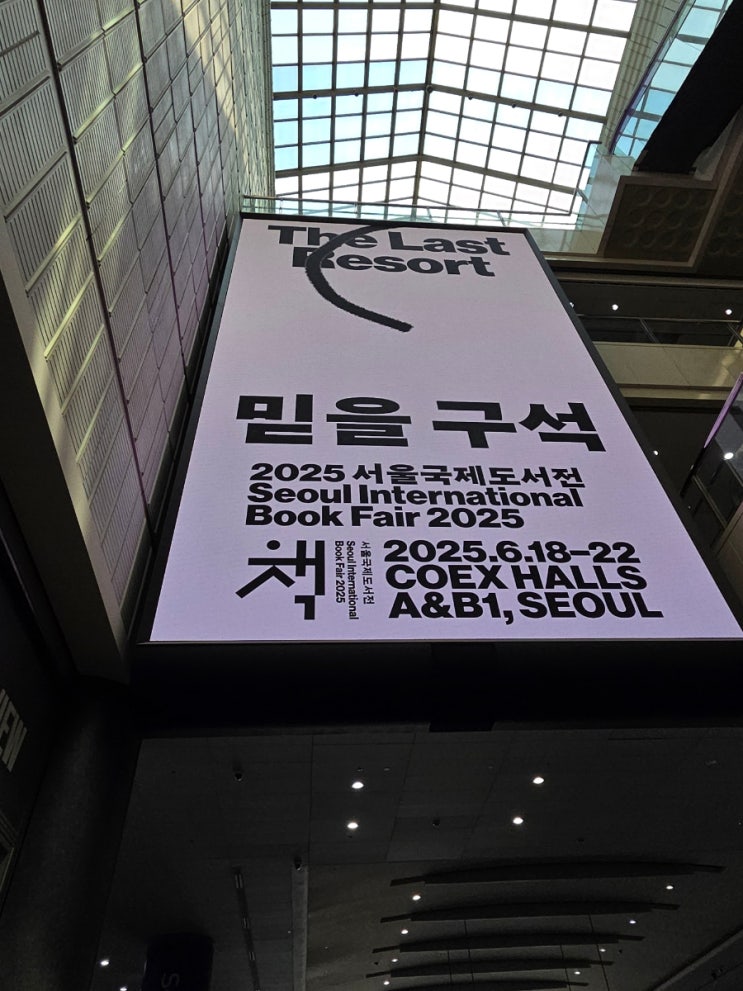 The Last
Resort
믿을 구석
2025 서울국제도서전
Seoul International
Book Fair 2025
책
서울국제도서전
Seoul International
Book Fair 2025
2025.6.18–22
COEX HALLS
A&B1, SEOUL